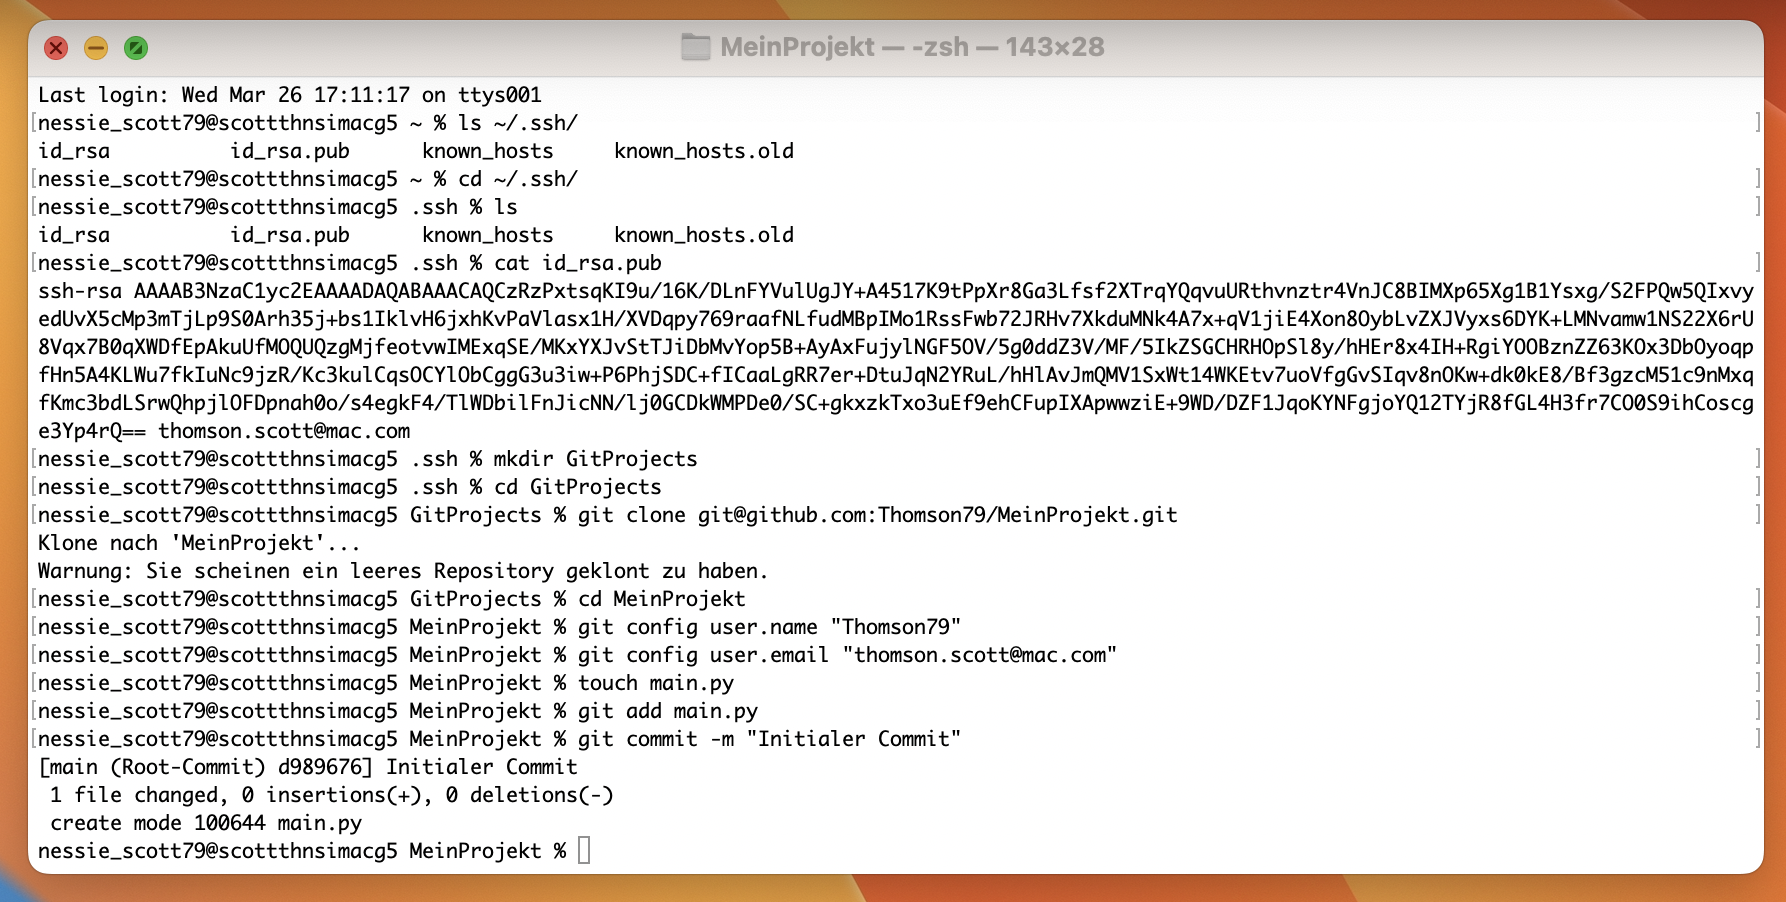 MeinProjekt — -zsh — 143×28
Last login: Wed Mar 26 17:11:17 on ttys001
[nessie_scott79@scottthnsimacg5 ~ % ls ~/.ssh/ ]
id_rsa id_rsa.pub known_hosts known_hosts.old
[nessie_scott79@scottthnsimacg5 ~ % cd ~/.ssh/ ]
[nessie_scott79@scottthnsimacg5 .ssh % ls ]
id_rsa id_rsa.pub known_hosts known_hosts.old
[nessie_scott79@scottthnsimacg5 .ssh % cat id_rsa.pub ]
ssh-rsa AAAAB3NzaC1yc2EAAAADAQABAAACAQCzRzPxtsqKI9u/16K/DLnFYVulUgJY+A4517K9tPpXr8Ga3Lfsf2XTrqYQqvuURthvnztr4VnJC8BIMXp65Xg1B1Ysxg/S2FPQw5QIxvy
edUvX5cMp3mTjLp9S0Arh35j+bs1IklvH6jxhKvPaVlasx1H/XVDqpy769raafNLfudMBpIMo1RssFwb72JRHv7XkduMNk4A7x+qV1jiE4Xon8OybLvZXJVyxs6DYK+LMNvamw1NS22X6rU
8Vqx7B0qXWDfEpAkuUfMOQUQzgMjfeotvwIMExqSE/MKxYXJvStTJiDbMvYop5B+AyAxFujylNGF5OV/5g0ddZ3V/MF/5IkZSGCHRHOpSl8y/hHEr8x4IH+RgiYOOBznZZ63KOx3DbOyoqp
fHn5A4KLWu7fkIuNc9jzR/Kc3kulCqsOCYlObCggG3u3iw+P6PhjSDC+fICaaLgRR7er+DtuJqN2YRuL/hHlAvJmQMV1SxWt14WKEtv7uoVfgGvSIqv8nOKw+dk0kE8/Bf3gzcM51c9nMxq
fKmc3bdLSrwQhpjlOFDpnah0o/s4egkF4/TlWDbilFnJicNN/lj0GCDkWMPDe0/SC+gkxzkTxo3uEf9ehCFupIXApwwziE+9WD/DZF1JqoKYNFgjoYQ12TYjR8fGL4H3fr7CO0S9ihCoscg
e3Yp4rQ== thomson.scott@mac.com
[nessie_scott79@scottthnsimacg5 .ssh % mkdir GitProjects ]
[nessie_scott79@scottthnsimacg5 .ssh % cd GitProjects ]
[nessie_scott79@scottthnsimacg5 GitProjects % git clone git@github.com:Thomson79/MeinProjekt.git ]
Klone nach 'MeinProjekt'...
Warnung: Sie scheinen ein leeres Repository geklont zu haben.
[nessie_scott79@scottthnsimacg5 GitProjects % cd MeinProjekt ]
[nessie_scott79@scottthnsimacg5 MeinProjekt % git config user.name "Thomson79" ]
[nessie_scott79@scottthnsimacg5 MeinProjekt % git config user.email "thomson.scott@mac.com" ]
[nessie_scott79@scottthnsimacg5 MeinProjekt % touch main.py ]
[nessie_scott79@scottthnsimacg5 MeinProjekt % git add main.py ]
[nessie_scott79@scottthnsimacg5 MeinProjekt % git commit -m "Initialer Commit" ]
[main (Root-Commit) d989676] Initialer Commit
1 file changed, 0 insertions(+), 0 deletions(-)
create mode 100644 main.py
nessie_scott79@scottthnsimacg5 MeinProjekt %